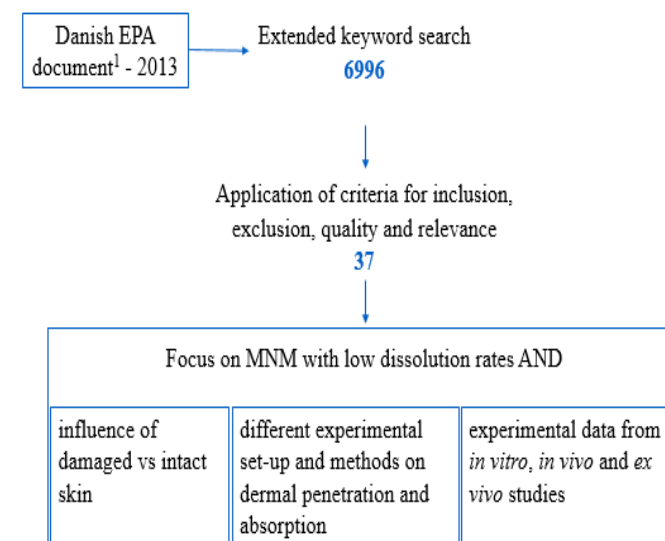 Danish EPA
document¹ - 2013
Extended keyword search
6996
Application of criteria for inclusion,
exclusion, quality and relevance
37
Focus on MNM with low dissolution rates AND
influence of
damaged vs intact
skin
different experimental
set-up and methods on
dermal penetration and
absorption
experimental data from
in vitro, in vivo and ex
vivo studies